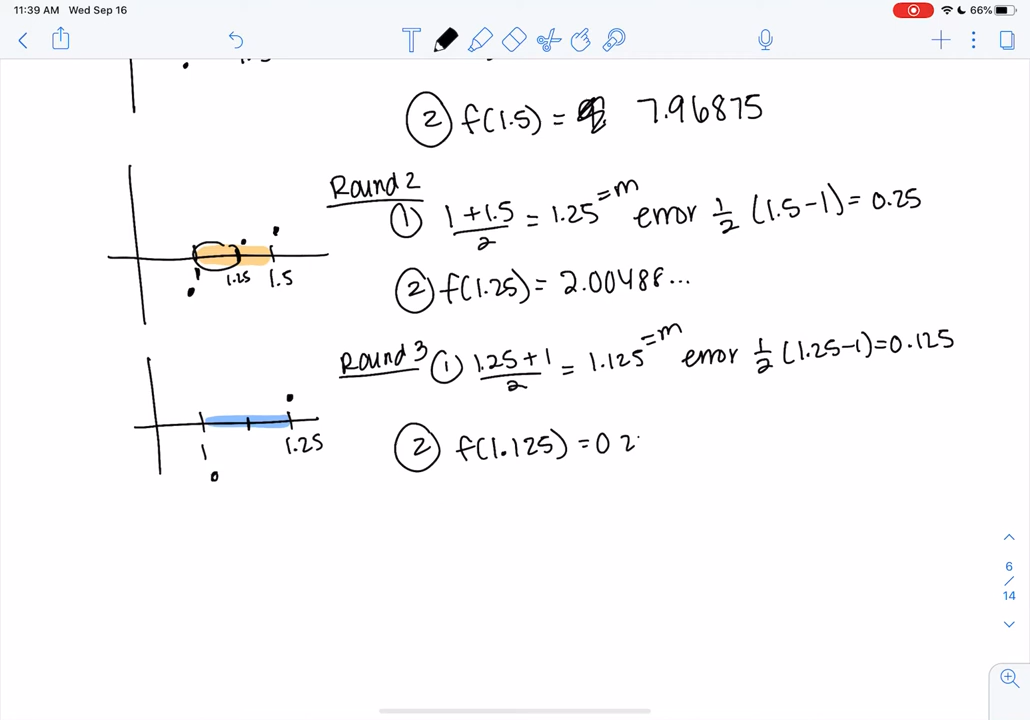 11:39 AM Wed Sep 16
66%
T
② f(1.5) = 7.96875
Round 2
① 1 + 1.5 / 2 = 1.25 = m error 1/2 (1.5 - 1) = 0.25
1 1.25 1.5
② f(1.25) = 2.00488...
Round 3 ① 1.25 + 1 / 2 = 1.125 = m error 1/2 (1.25 - 1) = 0.125
1 1.25
② f(1.125) = 0 2
6
/
14